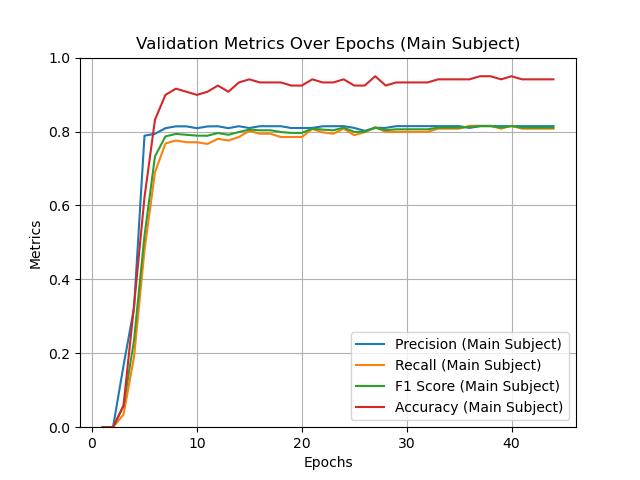 Validation Metrics Over Epochs (Main Subject)
1.0
0.8
0.6
0.4
0.2
0.0
Metrics
Precision (Main Subject)
Recall (Main Subject)
F1 Score (Main Subject)
Accuracy (Main Subject)
0 10 20 30 40
Epochs